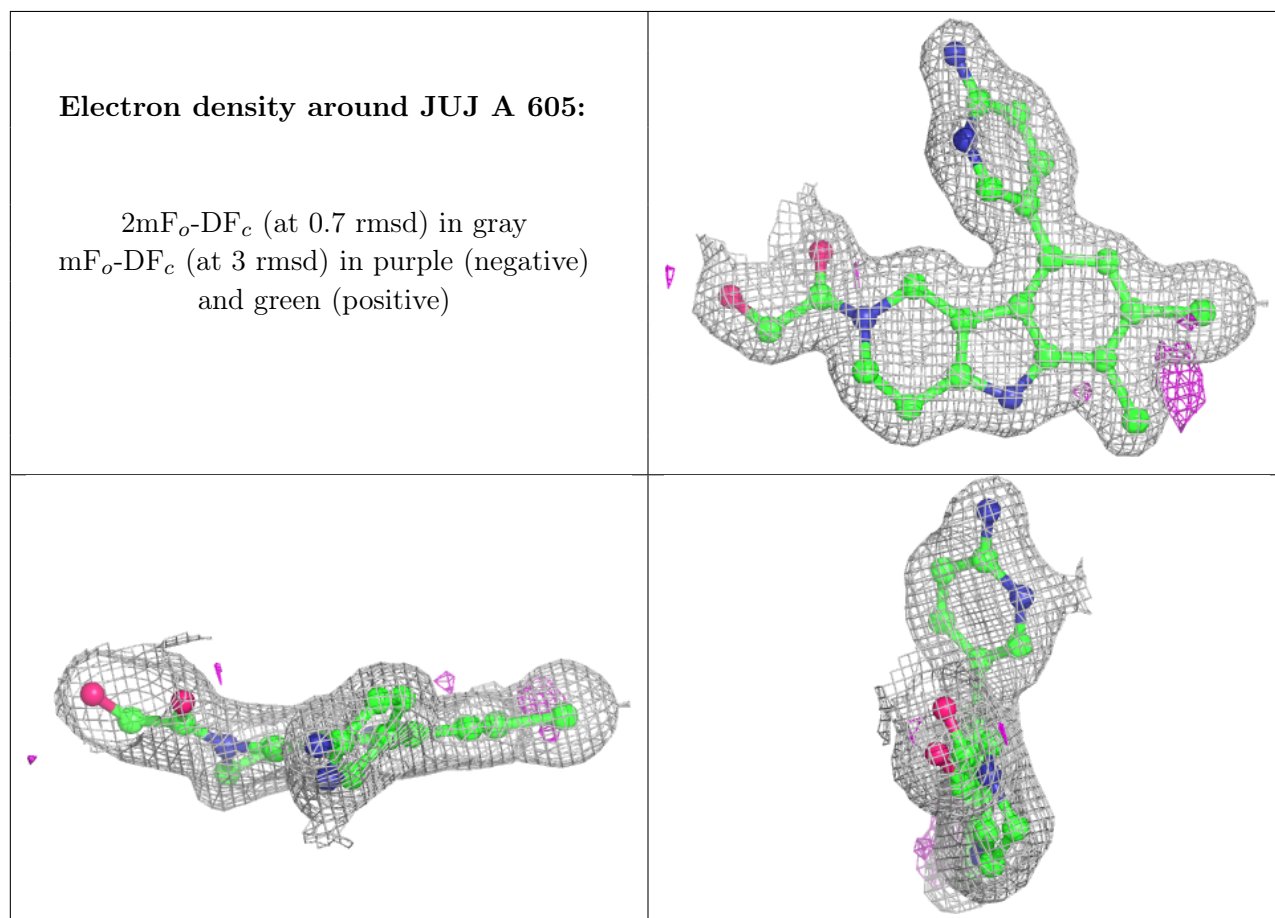 Electron density around JUJ A 605:
2mFₒ-DF𝑐 (at 0.7 rmsd) in gray
mFₒ-DF𝑐 (at 3 rmsd) in purple (negative)
and green (positive)